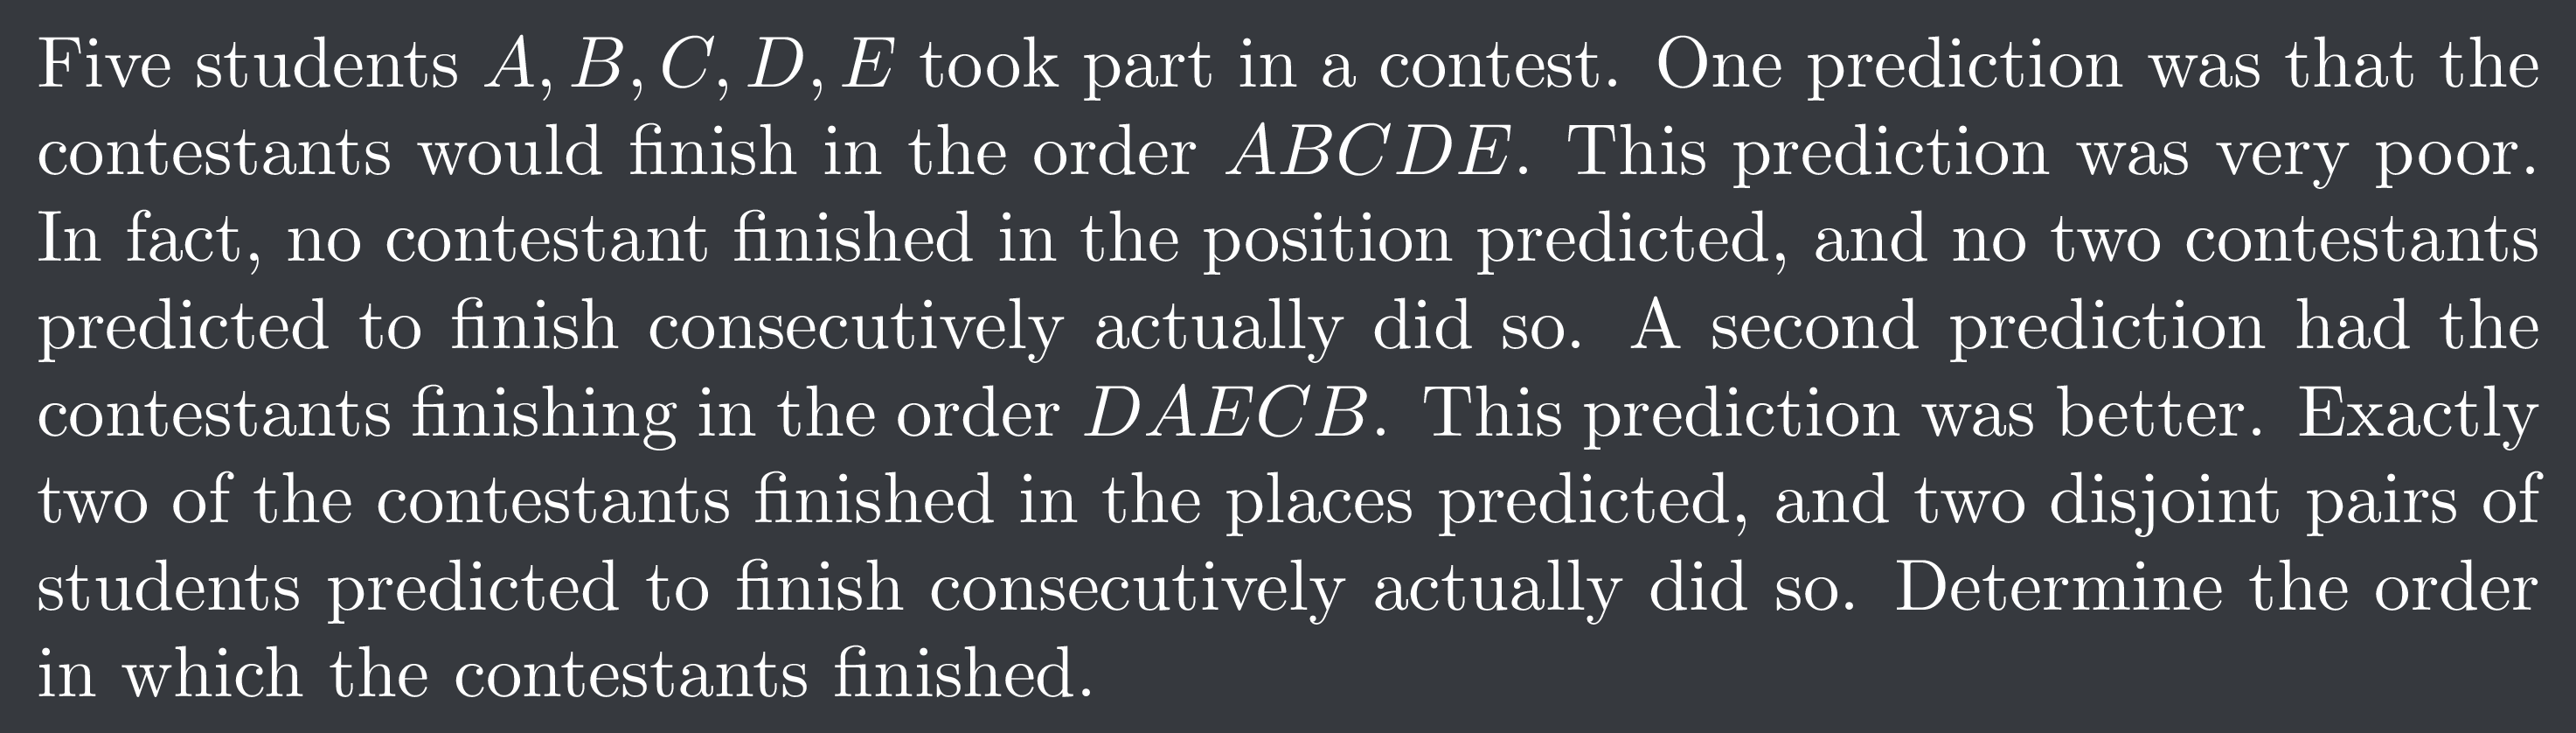 Five students A, B, C, D, E took part in a contest. One prediction was that the
contestants would finish in the order ABCDE. This prediction was very poor.
In fact, no contestant finished in the position predicted, and no two contestants
predicted to finish consecutively actually did so. A second prediction had the
contestants finishing in the order DAECB. This prediction was better. Exactly
two of the contestants finished in the places predicted, and two disjoint pairs of
students predicted to finish consecutively actually did so. Determine the order
in which the contestants finished.